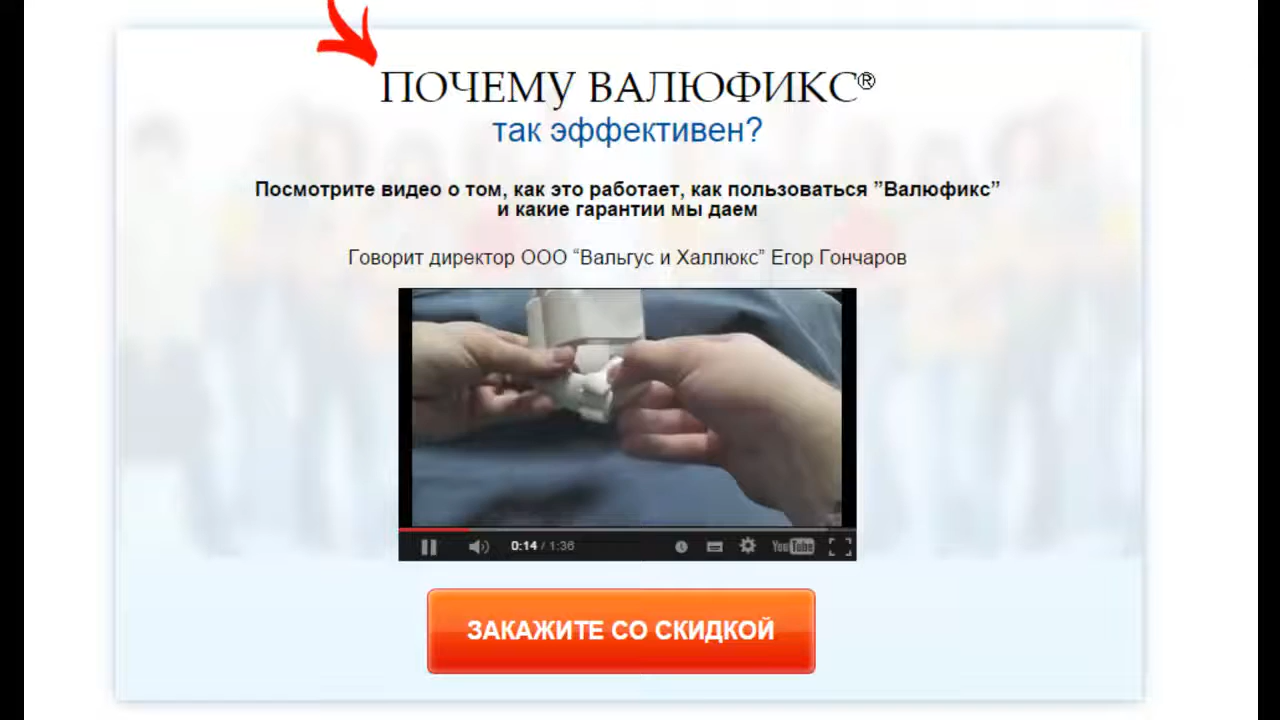 ПОЧЕМУ ВАЛЮФИКС®
так эффективен?
Посмотрите видео о том, как это работает, как пользоваться ”Валюфикс”
и какие гарантии мы даем
Говорит директор ООО “Вальгус и Халлюкс” Егор Гончаров
0:14 / 1:36
YouTube
ЗАКАЖИТЕ СО СКИДКОЙ